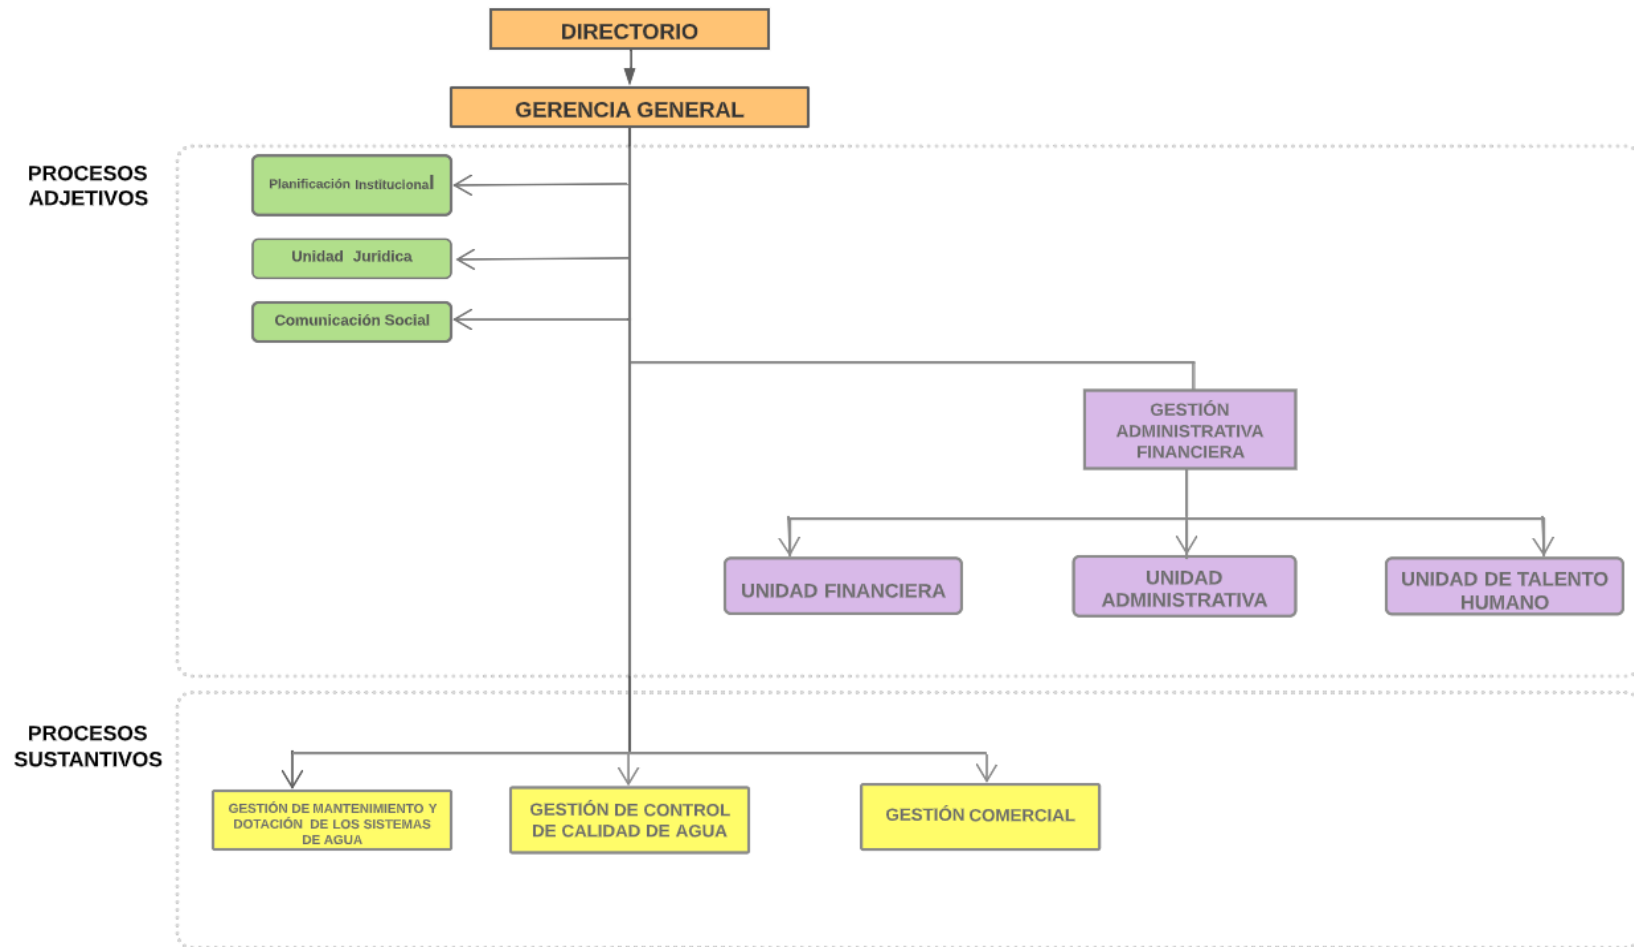 DIRECTORIO
GERENCIA GENERAL
PROCESOS
ADJETIVOS
Planificación Institucional
Unidad Juridica
Comunicación Social
GESTIÓN
ADMINISTRATIVA
FINANCIERA
UNIDAD FINANCIERA
UNIDAD
ADMINISTRATIVA
UNIDAD DE TALENTO
HUMANO
PROCESOS
SUSTANTIVOS
GESTIÓN DE MANTENIMIENTO Y
DOTACIÓN DE LOS SISTEMAS
DE AGUA
GESTIÓN DE CONTROL
DE CALIDAD DE AGUA
GESTIÓN COMERCIAL